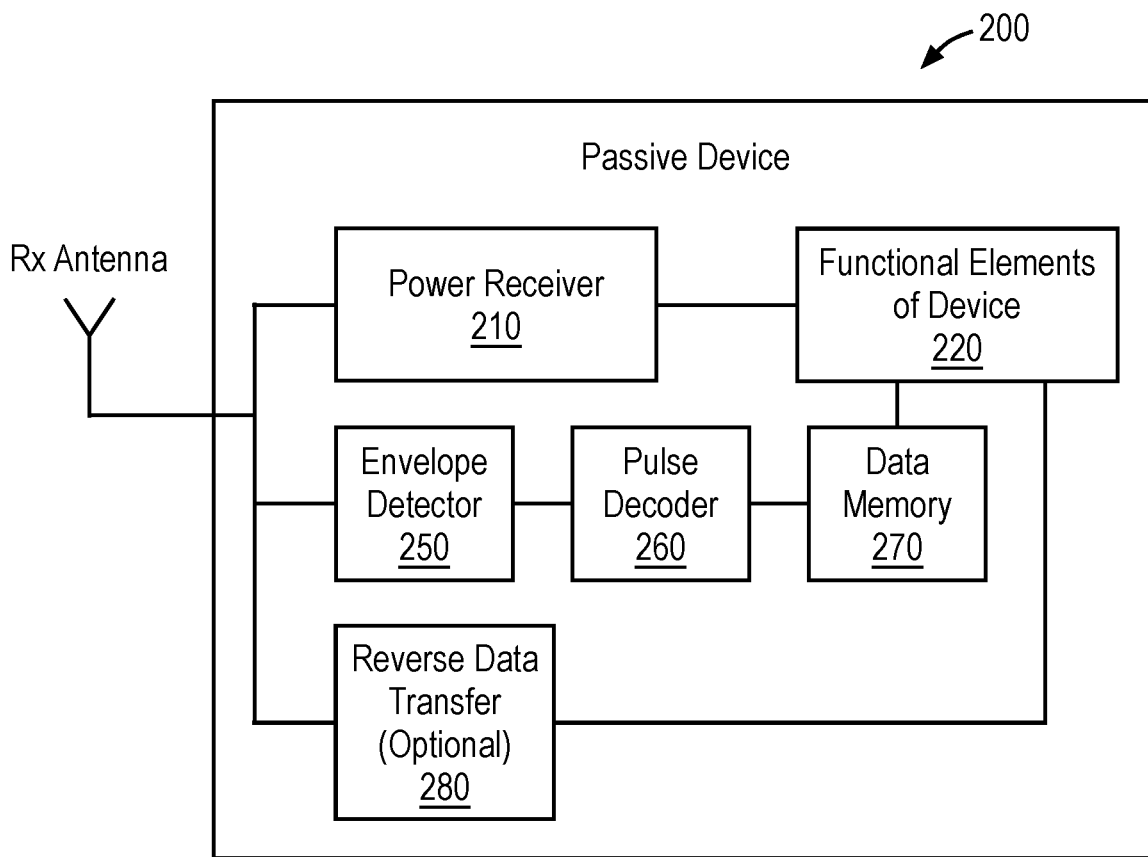 200
Passive Device
Rx Antenna
Power Receiver
210
Functional Elements
of Device
220
Envelope
Detector
250
Pulse
Decoder
260
Data
Memory
270
Reverse Data
Transfer
(Optional)
280